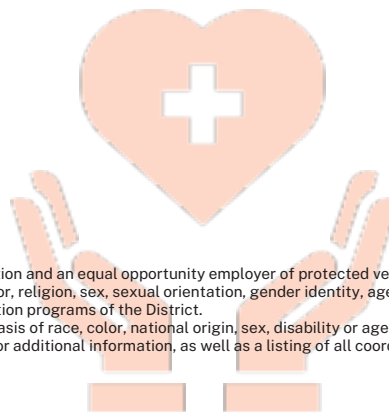 tion and an equal opportunity employer of protected ve
or, religion, sex, sexual orientation, gender identity, age
tion programs of the District.
asis of race, color, national origin, sex, disability or age
or additional information, as well as a listing of all coor